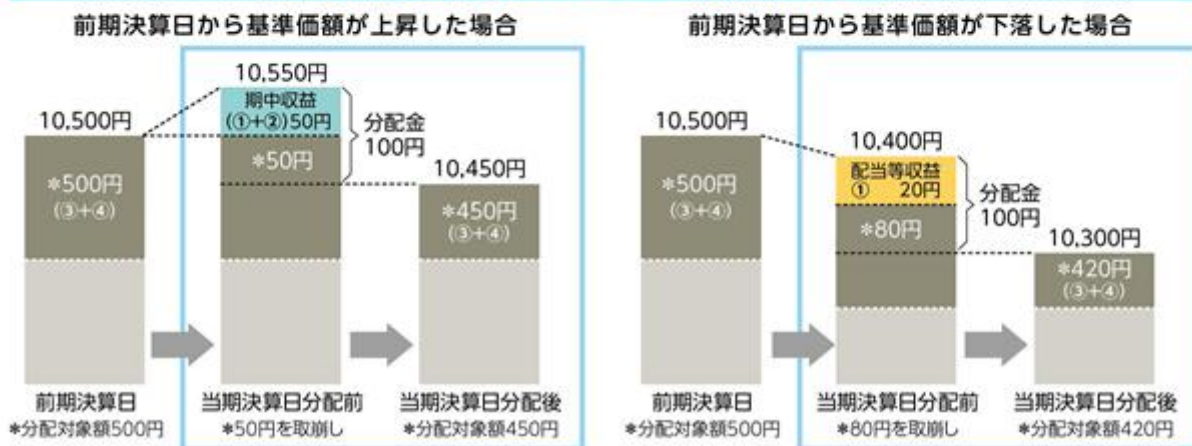 前期決算日から基準価額が上昇した場合
10,500円
*500円
(③+④)
10,550円
期中収益
(①+②)50円
*50円
分配金
100円
10,450円
*450円
(③+④)
前期決算日
*分配対象額500円
当期決算日分配前
*50円を取崩し
当期決算日分配後
*分配対象額450円
前期決算日から基準価額が下落した場合
10,500円
*500円
(③+④)
10,400円
配当等収益
① 20円
*80円
分配金
100円
10,300円
*420円
(③+④)
前期決算日
*分配対象額500円
当期決算日分配前
*80円を取崩し
当期決算日分配後
*分配対象額420円